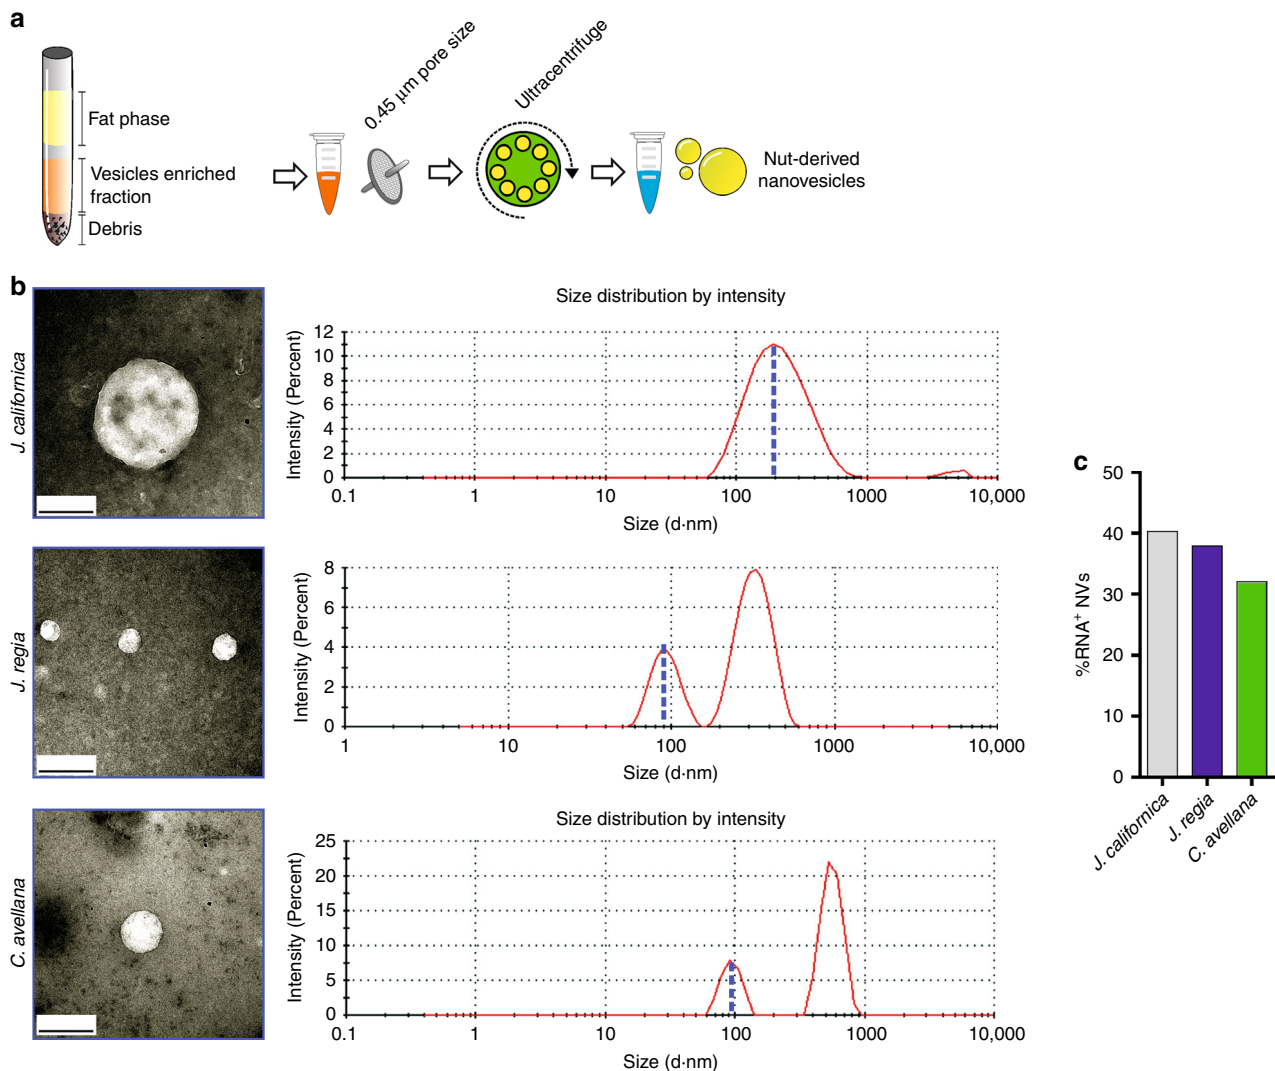 a
Fat phase
Vesicles enriched
fraction
Debris
0.45 µm pore size
Ultracentrifuge
Nut-derived
nanovesicles
b
J. californica
Size distribution by intensity
Intensity (Percent)
12
10
8
6
4
2
0
0.1 1 10 100 1000 10,000
Size (d·nm)
J. regia
Intensity (Percent)
8
6
4
2
0
1 10 100 1000 10,000
Size (d·nm)
C. avellana
Size distribution by intensity
Intensity (Percent)
25
20
15
10
5
0
0.1 1 10 100 1000 10,000
Size (d·nm)
c
%RNA⁺ NVs
50
40
30
20
10
0
J. californica
J. regia
C. avellana